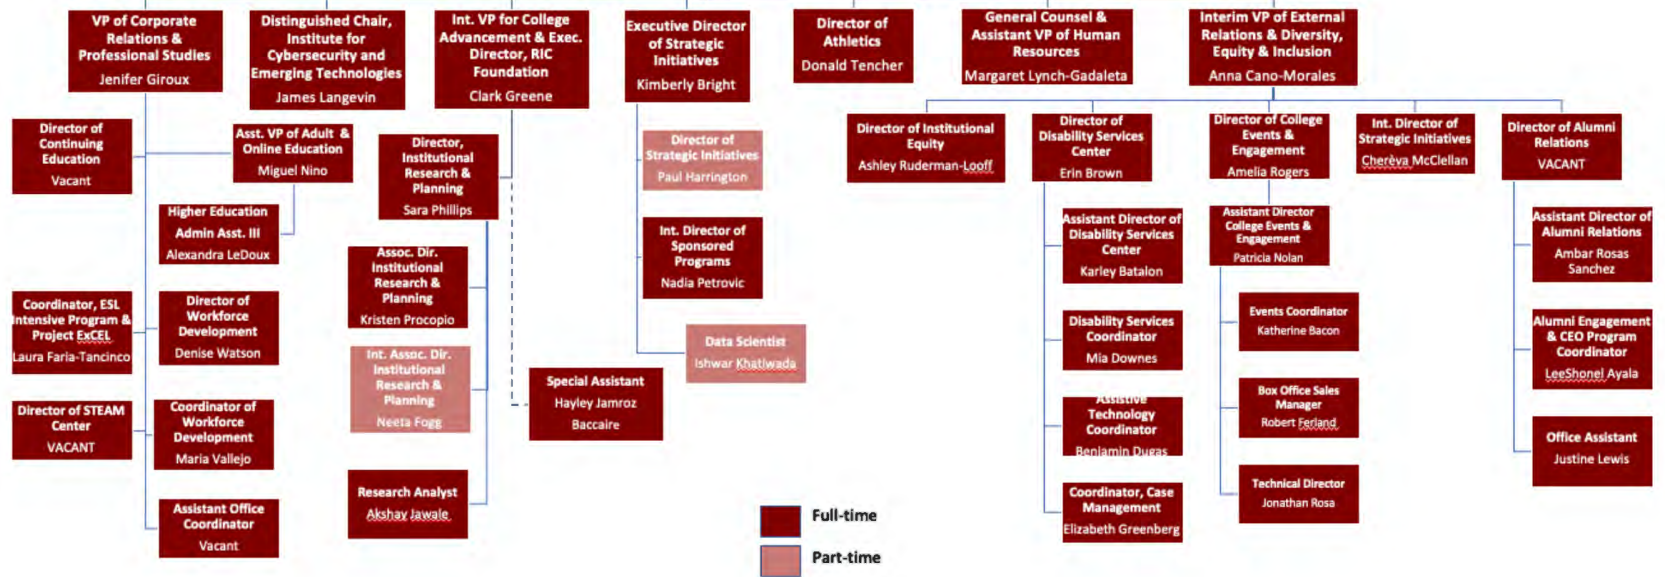 VP of Corporate
Relations &
Professional Studies
Jenifer Giroux
Distinguished Chair,
Institute for
Cybersecurity and
Emerging Technologies
James Langevin
Int. VP for College
Advancement & Exec.
Director, RIC
Foundation
Clark Greene
Executive Director
of Strategic
Initiatives
Kimberly Bright
Director of
Athletics
Donald Tencher
General Counsel &
Assistant VP of Human
Resources
Margaret Lynch-Gadaleta
Interim VP of External
Relations & Diversity,
Equity & Inclusion
Anna Cano-Morales
Director of
Continuing
Education
Vacant
Asst. VP of Adult &
Online Education
Miguel Nino
Higher Education
Admin Asst. III
Alexandra LeDoux
Coordinator, ESL
Intensive Program &
Project ExCEL
Laura Faria-Tancinco
Director of
Workforce
Development
Denise Watson
Director of STEAM
Center
VACANT
Coordinator of
Workforce
Development
Maria Vallejo
Assistant Office
Coordinator
Vacant
Director,
Institutional
Research &
Planning
Sara Phillips
Assoc. Dir.
Institutional
Research &
Planning
Kristen Procopio
Int. Assoc. Dir.
Institutional
Research &
Planning
Neeta Fogg
Research Analyst
Akshay Jawale
Special Assistant
Hayley Jamroz
Baccaire
Director of
Strategic Initiatives
Paul Harrington
Int. Director of
Sponsored
Programs
Nadia Petrovic
Data Scientist
Ishwar Khatiwada
Director of Institutional
Equity
Ashley Ruderman-Looff
Director of
Disability Services
Center
Erin Brown
Assistant Director of
Disability Services
Center
Karley Batalon
Disability Services
Coordinator
Mia Downes
Assistive
Technology
Coordinator
Benjamin Dugas
Coordinator, Case
Management
Elizabeth Greenberg
Director of College
Events &
Engagement
Amelia Rogers
Assistant Director
College Events &
Engagement
Patricia Nolan
Events Coordinator
Katherine Bacon
Box Office Sales
Manager
Robert Ferland
Technical Director
Jonathan Rosa
Int. Director of
Strategic Initiatives
Cherèva McClellan
Director of Alumni
Relations
VACANT
Assistant Director of
Alumni Relations
Ambar Rosas
Sanchez
Alumni Engagement
& CEO Program
Coordinator
LeeShonel Ayala
Office Assistant
Justine Lewis
Full-time
Part-time